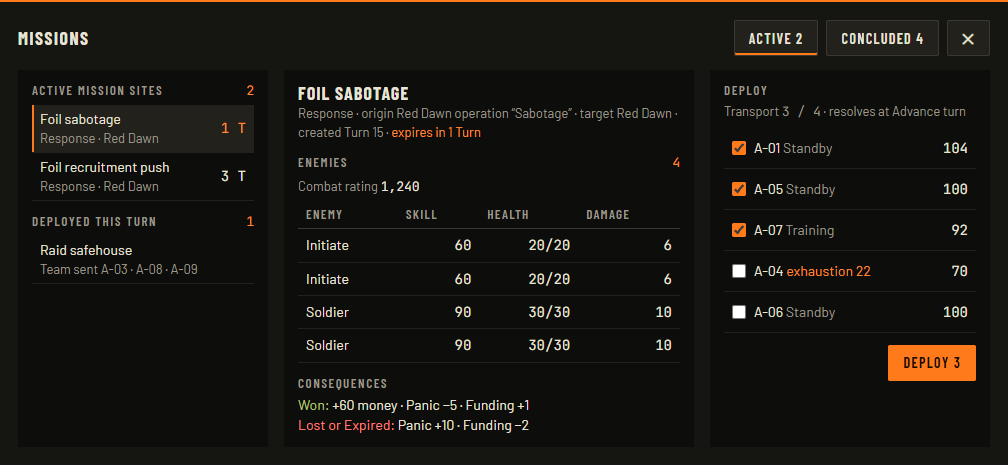 MISSIONS
ACTIVE 2
CONCLUDED 4
✕
ACTIVE MISSION SITES 2
Foil sabotage 1 T
Response · Red Dawn
Foil recruitment push 3 T
Response · Red Dawn
DEPLOYED THIS TURN 1
Raid safehouse
Team sent A-03 · A-08 · A-09
FOIL SABOTAGE
Response · origin Red Dawn operation “Sabotage” · target Red Dawn ·
created Turn 15 · expires in 1 Turn
ENEMIES 4
Combat rating 1,240
ENEMY SKILL HEALTH DAMAGE
Initiate 60 20/20 6
Initiate 60 20/20 6
Soldier 90 30/30 10
Soldier 90 30/30 10
CONSEQUENCES
Won: +60 money · Panic −5 · Funding +1
Lost or Expired: Panic +10 · Funding −2
DEPLOY
Transport 3 / 4 · resolves at Advance turn
A-01 Standby 104
A-05 Standby 100
A-07 Training 92
A-04 exhaustion 22 70
A-06 Standby 100
DEPLOY 3